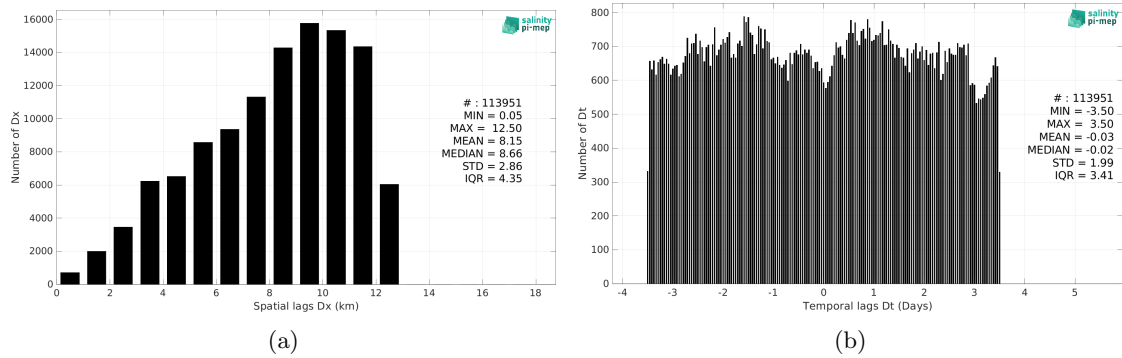 16000
14000
12000
10000
8000
6000
4000
2000
0
Number of Dx
salinity
pi-mep
# : 113951
MIN = 0.05
MAX = 12.50
MEAN = 8.15
MEDIAN = 8.66
STD = 2.86
IQR = 4.35
0 2 4 6 8 10 12 14 16 18
Spatial lags Dx (km)
(a)
800
700
600
500
400
300
200
100
0
Number of Dt
salinity
pi-mep
# : 113951
MIN = -3.50
MAX = 3.50
MEAN = -0.03
MEDIAN = -0.02
STD = 1.99
IQR = 3.41
-4 -3 -2 -1 0 1 2 3 4 5
Temporal lags Dt (Days)
(b)